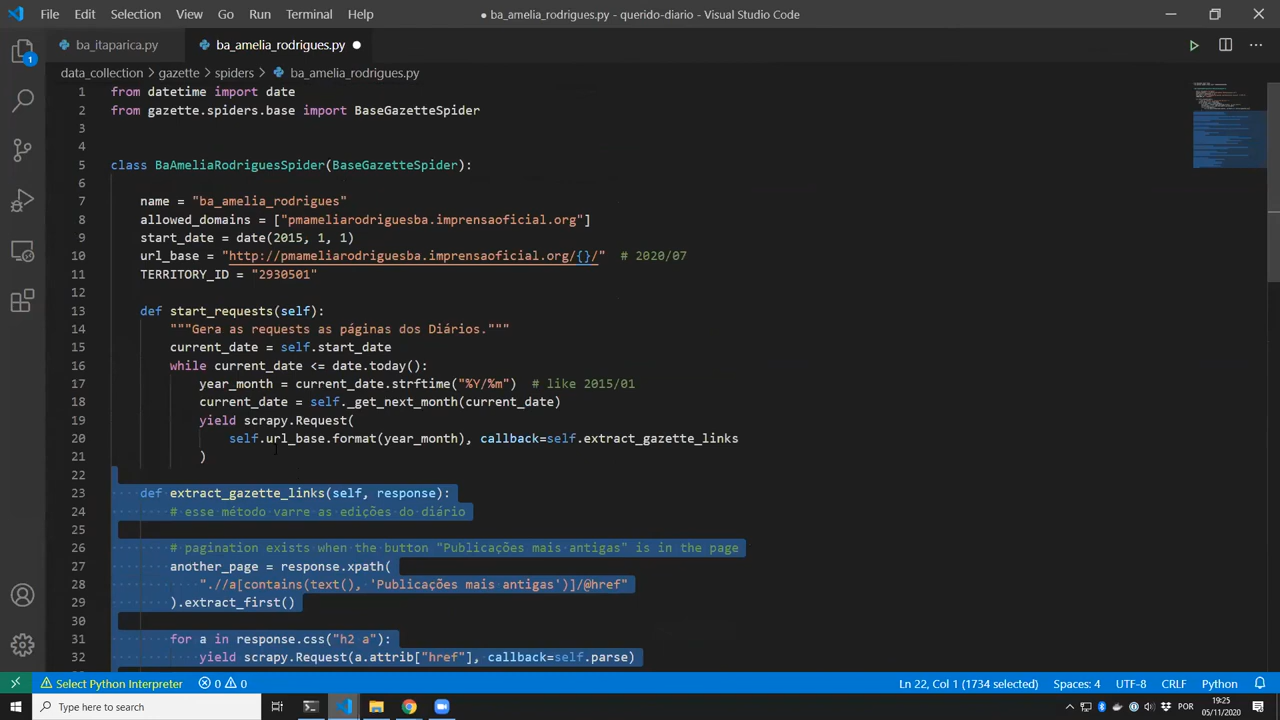 File Edit Selection View Go Run Terminal Help
● ba_amelia_rodrigues.py - querido-diario - Visual Studio Code
ba_itaparica.py
ba_amelia_rodrigues.py ●
data_collection > gazette > spiders > ba_amelia_rodrigues.py
1 from datetime import date
2 from gazette.spiders.base import BaseGazetteSpider
3
4
5 class BaAmeliaRodriguesSpider(BaseGazetteSpider):
6
7 name = "ba_amelia_rodrigues"
8 allowed_domains = ["pmameliarodriguesba.imprensaoficial.org"]
9 start_date = date(2015, 1, 1)
10 url_base = "http://pmameliarodriguesba.imprensaoficial.org/{}/" # 2020/07
11 TERRITORY_ID = "2930501"
12
13 def start_requests(self):
14 """Gera as requests as páginas dos Diários."""
15 current_date = self.start_date
16 while current_date <= date.today():
17 year_month = current_date.strftime("%Y/%m") # like 2015/01
18 current_date = self._get_next_month(current_date)
19 yield scrapy.Request(
20 self.url_base.format(year_month), callback=self.extract_gazette_links
21 )
22
23 def extract_gazette_links(self, response):
24 # esse método varre as edições do diário
25
26 # pagination exists when the button "Publicações mais antigas" is in the page
27 another_page = response.xpath(
28 ".//a[contains(text(), 'Publicações mais antigas')]/@href"
29 ).extract_first()
30
31 for a in response.css("h2 a"):
32 yield scrapy.Request(a.attrib["href"], callback=self.parse)
1
Select Python Interpreter 0 0 Ln 22, Col 1 (1734 selected) Spaces: 4 UTF-8 CRLF Python
Type here to search
POR
19:25
05/11/2020